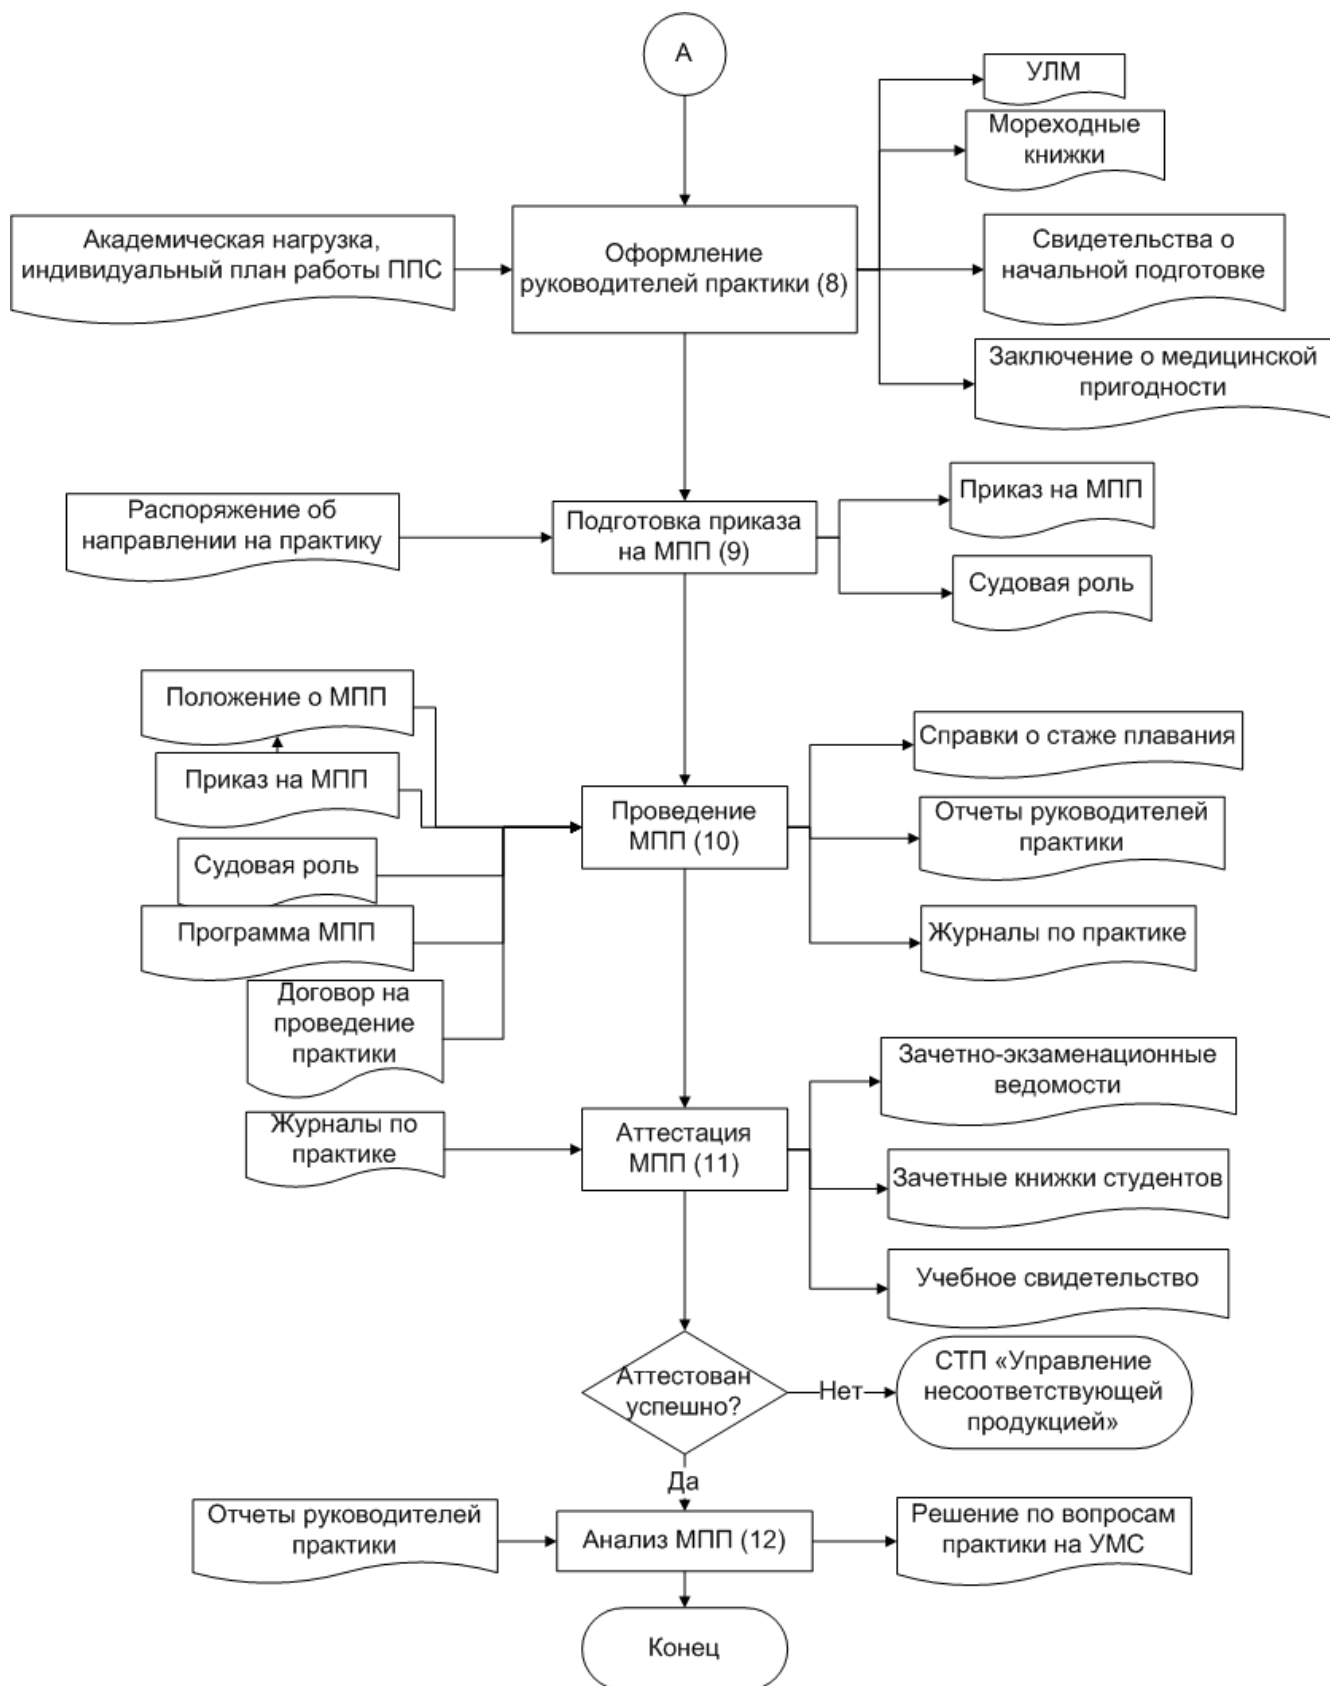 А
УЛМ
Мореходные
книжки
Академическая нагрузка,
индивидуальный план работы ППС
Оформление
руководителей практики (8)
Свидетельства о
начальной подготовке
Заключение о медицинской
пригодности
Распоряжение об
направлении на практику
Подготовка приказа
на МПП (9)
Приказ на МПП
Судовая роль
Положение о МПП
Приказ на МПП
Судовая роль
Программа МПП
Договор на
проведение
практики
Проведение
МПП (10)
Справки о стаже плавания
Отчеты руководителей
практики
Журналы по практике
Журналы по
практике
Аттестация
МПП (11)
Зачетно-экзаменационные
ведомости
Зачетные книжки студентов
Учебное свидетельство
Аттестован
успешно?
Нет
СТП «Управление
несоответствующей
продукцией»
Да
Отчеты руководителей
практики
Анализ МПП (12)
Решение по вопросам
практики на УМС
Конец